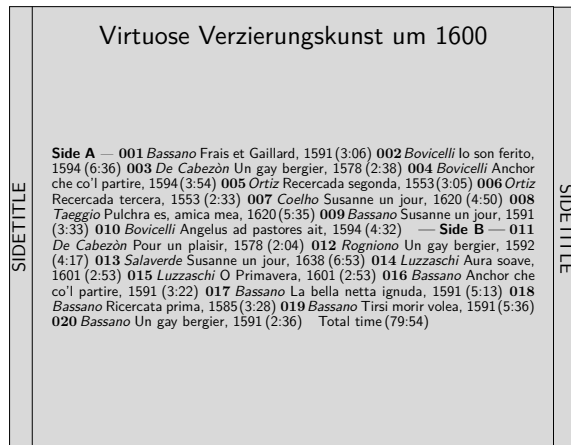 Virtuose Verzierungskunst um 1600
SIDETITLE
Side A — 001 Bassano Frais et Gaillard, 1591 (3:06) 002 Bovicelli Io son ferito,
1594 (6:36) 003 De Cabezòn Un gay bergier, 1578 (2:38) 004 Bovicelli Anchor
che co'l partire, 1594 (3:54) 005 Ortiz Recercada segonda, 1553 (3:05) 006 Ortiz
Recercada tercera, 1553 (2:33) 007 Coelho Susanne un jour, 1620 (4:50) 008
Taeggio Pulchra es, amica mea, 1620 (5:35) 009 Bassano Susanne un jour, 1591
(3:33) 010 Bovicelli Angelus ad pastores ait, 1594 (4:32) — Side B — 011
De Cabezòn Pour un plaisir, 1578 (2:04) 012 Rogniono Un gay bergier, 1592
(4:17) 013 Salaverde Susanne un jour, 1638 (6:53) 014 Luzzaschi Aura soave,
1601 (2:53) 015 Luzzaschi O Primavera, 1601 (2:53) 016 Bassano Anchor che
co'l partire, 1591 (3:22) 017 Bassano La bella netta ignuda, 1591 (5:13) 018
Bassano Ricercata prima, 1585 (3:28) 019 Bassano Tirsi morir volea, 1591 (5:36)
020 Bassano Un gay bergier, 1591 (2:36) Total time (79:54)
SIDETITLE